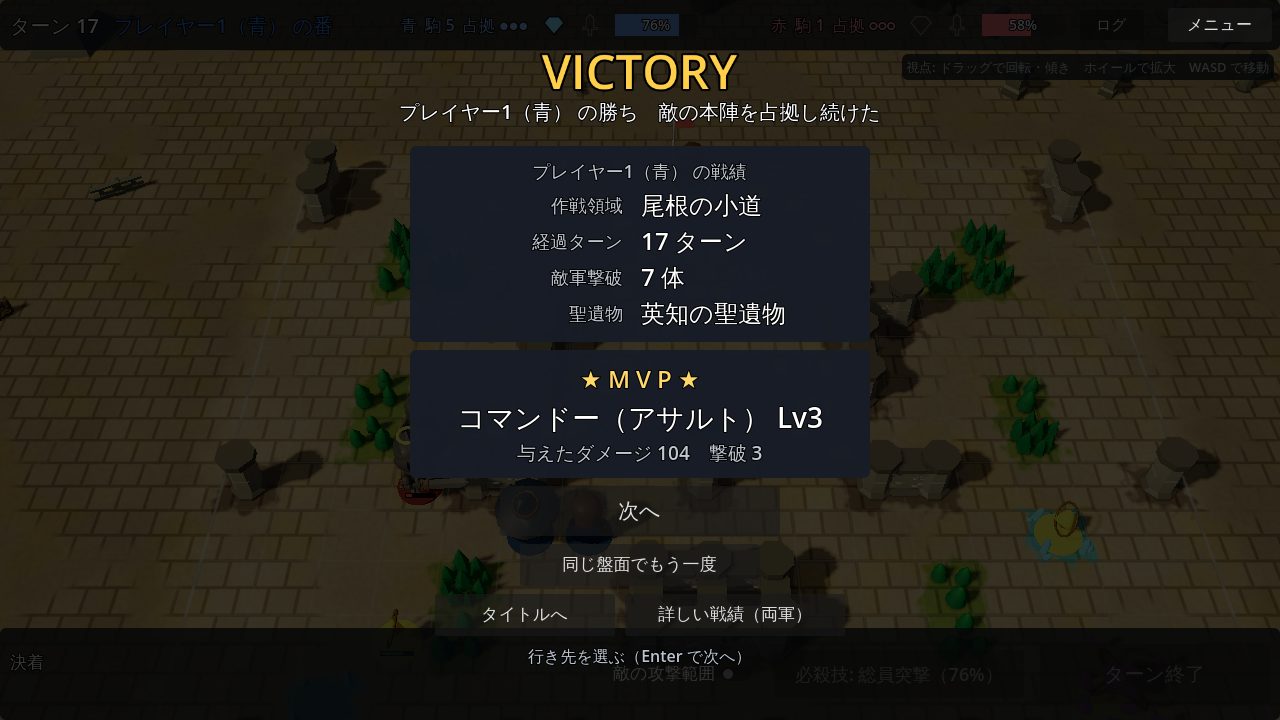 ターン 17 プレイヤー1（青） の番 青 駒 5 占拠 76% 赤 駒 1 占拠 58% ログ メニュー
視点: ドラッグで回転・傾き ホイールで拡大 WASD で移動
VICTORY
プレイヤー1（青） の勝ち 敵の本陣を占拠し続けた
プレイヤー1（青） の戦績
作戦領域 尾根の小道
経過ターン 17 ターン
敵軍撃破 7 体
聖遺物 英知の聖遺物
★ M V P ★
コマンドー（アサルト） Lv3
与えたダメージ 104 撃破 3
次へ
同じ盤面でもう一度
タイトルへ 詳しい戦績（両軍）
行き先を選ぶ（Enter で次へ）
決着 敵の攻撃範囲 必殺技: 総員突撃（76%） ターン終了